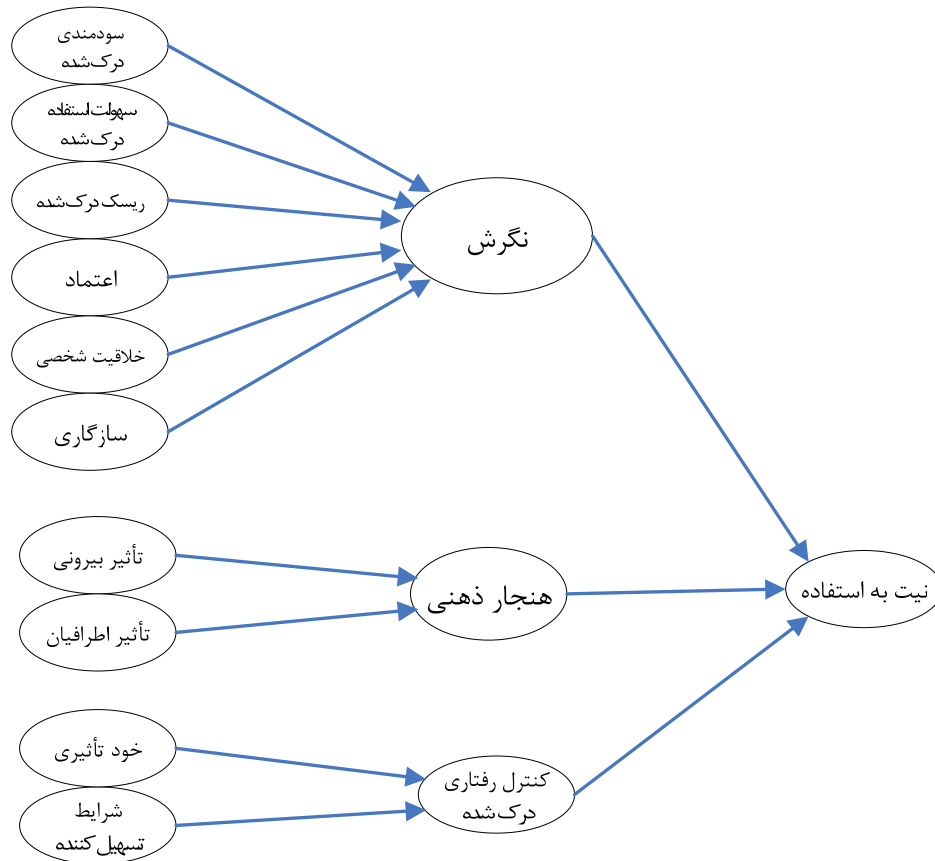 سودمندی
درک‌شده
سهولت‌استفاده
درک‌شده
ریسک درک‌شده
اعتماد
خلاقیت شخصی
سازگاری
نگرش
تأثیر بیرونی
تأثیر اطرافیان
هنجار ذهنی
نیت به استفاده
خود تأثیری
شرایط
تسهیل‌کننده
کنترل رفتاری
درک‌شده